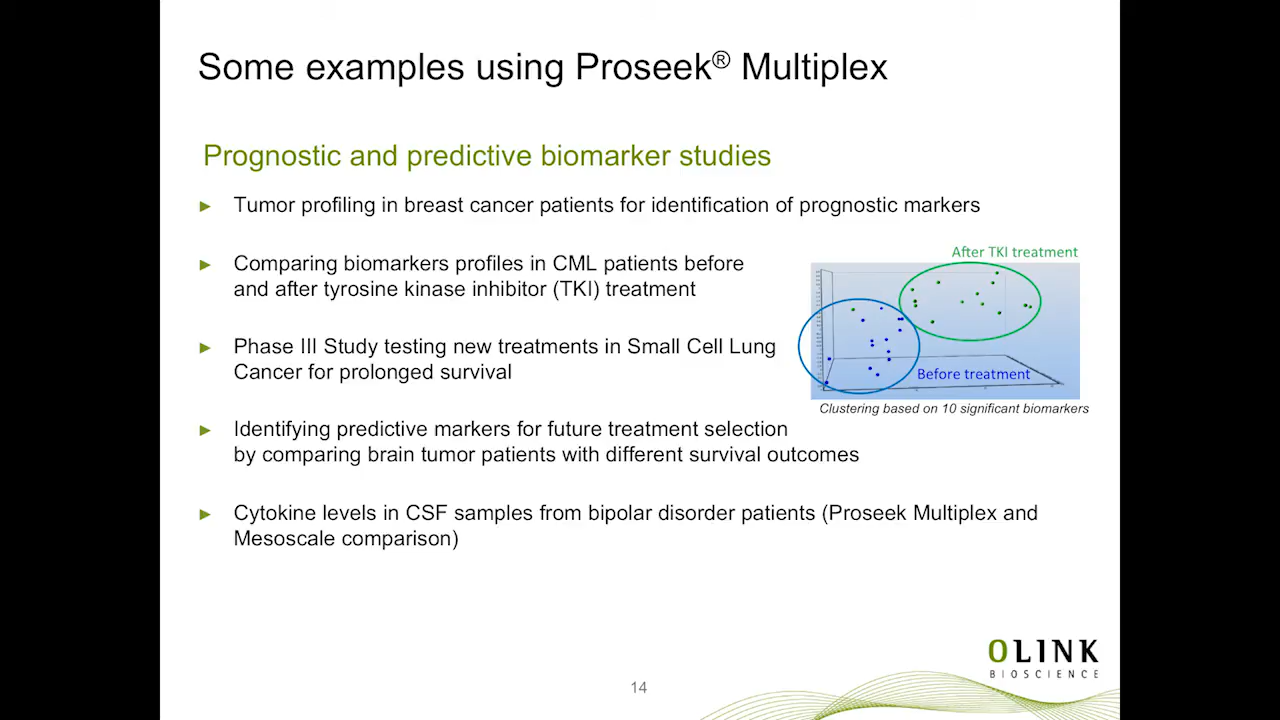 Some examples using Proseek® Multiplex
Prognostic and predictive biomarker studies
► Tumor profiling in breast cancer patients for identification of prognostic markers
► Comparing biomarkers profiles in CML patients before
and after tyrosine kinase inhibitor (TKI) treatment
► Phase III Study testing new treatments in Small Cell Lung
Cancer for prolonged survival
After TKI treatment
Before treatment
Clustering based on 10 significant biomarkers
► Identifying predictive markers for future treatment selection
by comparing brain tumor patients with different survival outcomes
► Cytokine levels in CSF samples from bipolar disorder patients (Proseek Multiplex and
Mesoscale comparison)
OLINK
BIOSCIENCE
14